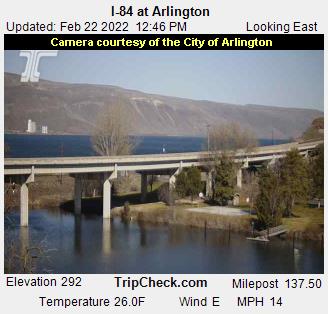 I-84 at Arlington
Updated: Feb 22 2022 12:46 PM Looking East
Camera courtesy of the City of Arlington
Elevation 292 TripCheck.com Milepost 137.50
Temperature 26.0F Wind E MPH 14